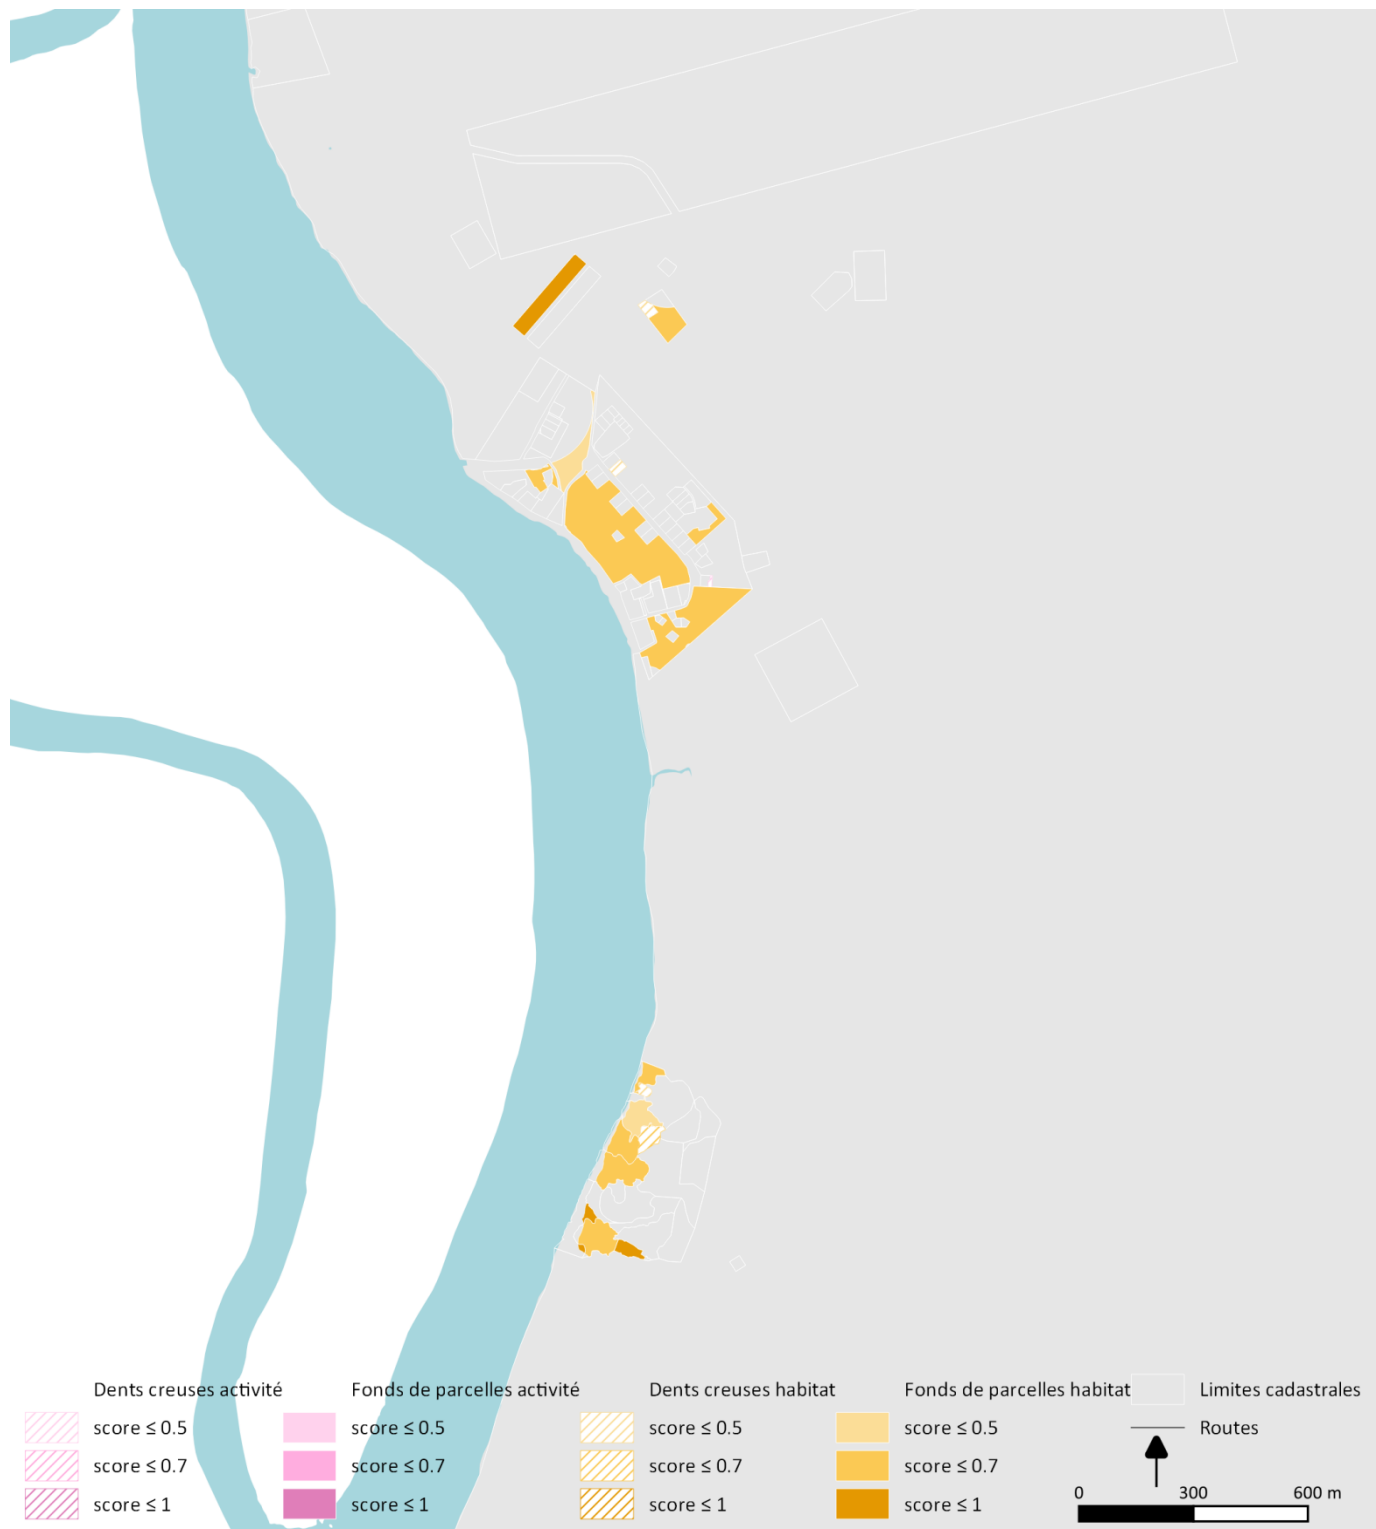 Dents creuses activité
score ≤ 0.5
score ≤ 0.7
score ≤ 1
Fonds de parcelles activité
score ≤ 0.5
score ≤ 0.7
score ≤ 1
Dents creuses habitat
score ≤ 0.5
score ≤ 0.7
score ≤ 1
Fonds de parcelles habitat
score ≤ 0.5
score ≤ 0.7
score ≤ 1
Limites cadastrales
Routes
0 300 600 m